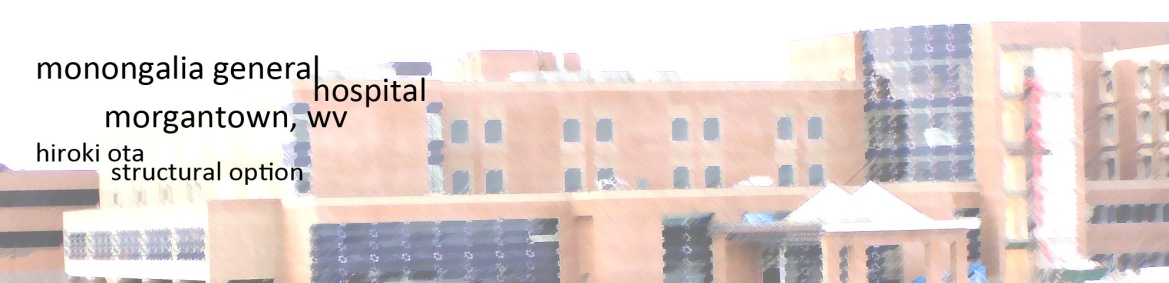 monongalia general
hospital
morgantown, wv
hiroki ota
structural option